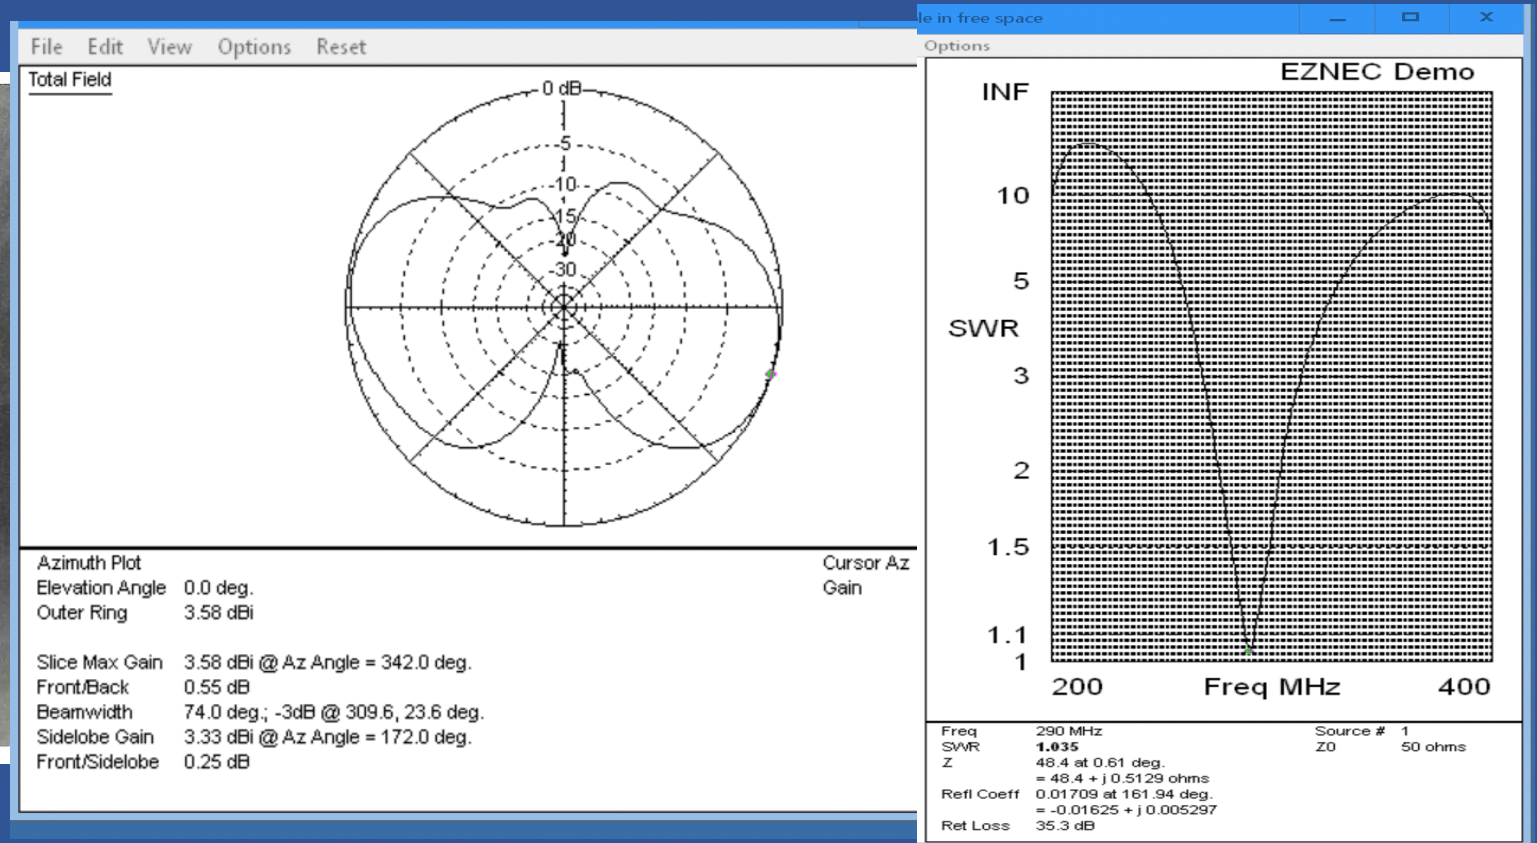 File Edit View Options Reset
Total Field
0 dB
-5
-10
15
-20
-30
Azimuth Plot
Elevation Angle 0.0 deg.
Outer Ring 3.58 dBi
Cursor Az
Gain
Slice Max Gain 3.58 dBi @ Az Angle = 342.0 deg.
Front/Back 0.55 dB
Beamwidth 74.0 deg.; -3dB @ 309.6, 23.6 deg.
Sidelobe Gain 3.33 dBi @ Az Angle = 172.0 deg.
Front/Sidelobe 0.25 dB
le in free space
Options
EZNEC Demo
INF
10
5
SWR
3
2
1.5
1.1
1
200 Freq MHz 400
Freq 290 MHz Source # 1
SWR 1.035 Z0 50 ohms
Z 48.4 at 0.61 deg.
= 48.4 + j 0.5129 ohms
Refl Coeff 0.01709 at 161.94 deg.
= -0.01625 + j 0.005297
Ret Loss 35.3 dB